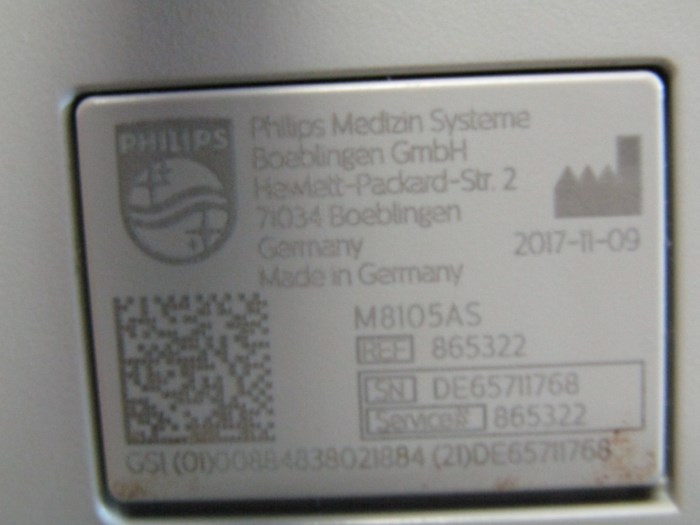 PHILIPS
Philips Medizin Systeme
Boeblingen GmbH
Hewlett-Packard-Str. 2
71034 Boeblingen
Germany
Made in Germany
2017-11-09
M8105AS
REF 865322
SN DE65711768
Service# 865322
GS1 (01)00884838021884 (21)DE65711768